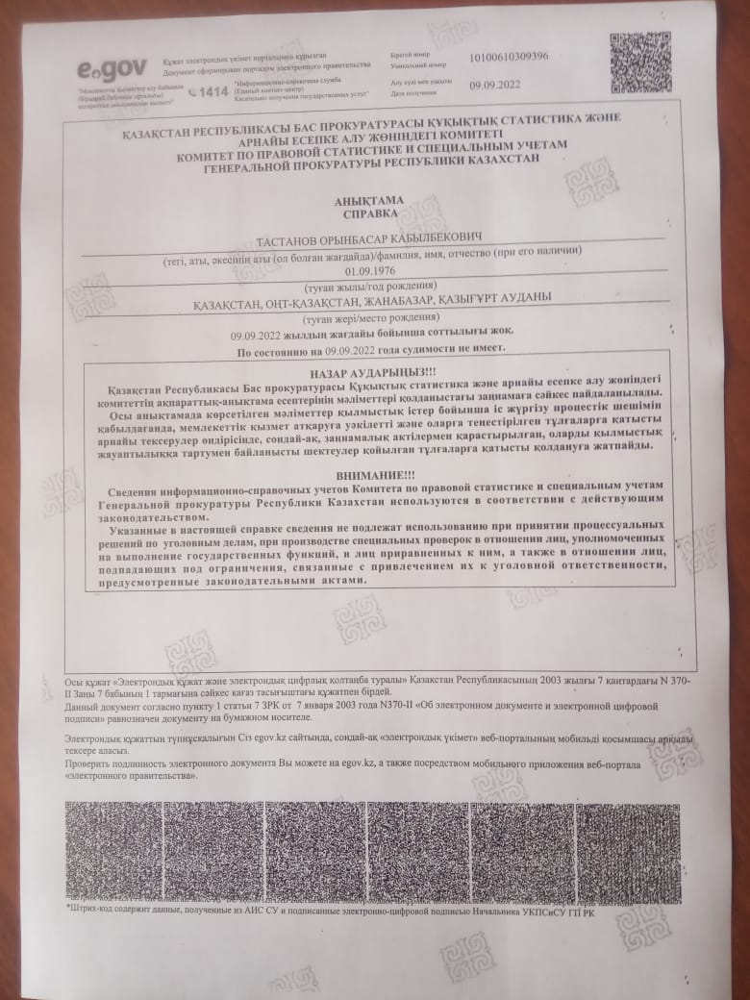 e.gov
Құжат электрондық үкімет порталымен құрылған
Документ сформирован порталом электронного правительства
"Мемлекеттік қызметтер алу бойынша
(Бірыңғай байланыс орталығы)
ақпараттық-анықтамалық қызметі"
1414
"Информационно-справочная служба
(Единый контакт-центр)
Касательно получения государственных услуг"
Бірегей нөмір
Уникальный номер
10100610309396
Алу күні мен уақыты
Дата получения
09.09.2022
ҚАЗАҚСТАН РЕСПУБЛИКАСЫ БАС ПРОКУРАТУРАСЫ ҚҰҚЫҚТЫҚ СТАТИСТИКА ЖӘНЕ
АРНАЙЫ ЕСЕПКЕ АЛУ ЖӨНІНДЕГІ КОМИТЕТІ
КОМИТЕТ ПО ПРАВОВОЙ СТАТИСТИКЕ И СПЕЦИАЛЬНЫМ УЧЕТАМ
ГЕНЕРАЛЬНОЙ ПРОКУРАТУРЫ РЕСПУБЛИКИ КАЗАХСТАН
АНЫҚТАМА
СПРАВКА
ТАСТАНОВ ОРЫНБАСАР КАБЫЛБЕКОВИЧ
(тегі, аты, әкесінің аты (ол болған жағдайда)/фамилия, имя, отчество (при его наличии)
01.09.1976
(туған жылы/год рождения)
ҚАЗАҚСТАН, ОҢТ-ҚАЗАҚСТАН, ЖАНАБАЗАР, ҚАЗЫҒҰРТ АУДАНЫ
(туған жері/место рождения)
09.09.2022 жылдың жағдайы бойынша соттылығы жоқ.
По состоянию на 09.09.2022 года судимости не имеет.
НАЗАР АУДАРЫҢЫЗ!!!
Қазақстан Республикасы Бас прокуратурасы Құқықтық статистика және арнайы есепке алу жөніндегі
комитеттің ақпараттық-анықтама есептерінің мәліметтері қолданыстағы заңнамаға сәйкес пайдаланылады.
Осы анықтамада көрсетілген мәліметтер қылмыстық істер бойынша іс жүргізу процестік шешімін
қабылдағанда, мемлекеттік қызмет атқаруға уәкілетті және оларға теңестірілген тұлғаларға қатысты
арнайы тексерулер өндірісінде, сондай-ақ, заңнамалық актілермен қарастырылған, оларды қылмыстық
жауаптылыққа тартумен байланысты шектеулер қойылған тұлғаларға қатысты қолдануға жатпайды.
ВНИМАНИЕ!!!
Сведения информационно-справочных учетов Комитета по правовой статистике и специальным учетам
Генеральной прокуратуры Республики Казахстан используются в соответствии с действующим
законодательством.
Указанные в настоящей справке сведения не подлежат использованию при принятии процессуальных
решений по уголовным делам, при производстве специальных проверок в отношении лиц, уполномоченных
на выполнение государственных функций, и лиц приравненных к ним, а также в отношении лиц,
подпадающих под ограничения, связанные с привлечением их к уголовной ответственности,
предусмотренные законодательными актами.
Осы құжат «Электрондық құжат және электрондық цифрлық қолтаңба туралы» Қазақстан Республикасының 2003 жылғы 7 қаңтардағы N 370-
II Заңы 7 бабының 1 тармағына сәйкес қағаз тасығыштағы құжатпен бірдей.
Данный документ согласно пункту 1 статьи 7 ЗРК от 7 января 2003 года N370-II «Об электронном документе и электронной цифровой
подписи» равнозначен документу на бумажном носителе.
Электрондық құжаттың түпнұсқалығын Сіз egov.kz сайтында, сондай-ақ «электрондық үкімет» веб-порталының мобильді қосымшасы арқылы
тексере аласыз.
Проверить подлинность электронного документа Вы можете на egov.kz, а также посредством мобильного приложения веб-портала
«электронного правительства».
*Штрих-код содержит данные, полученные из АИС СУ и подписанные электронно-цифровой подписью Начальника УКПСиСУ ГП РК